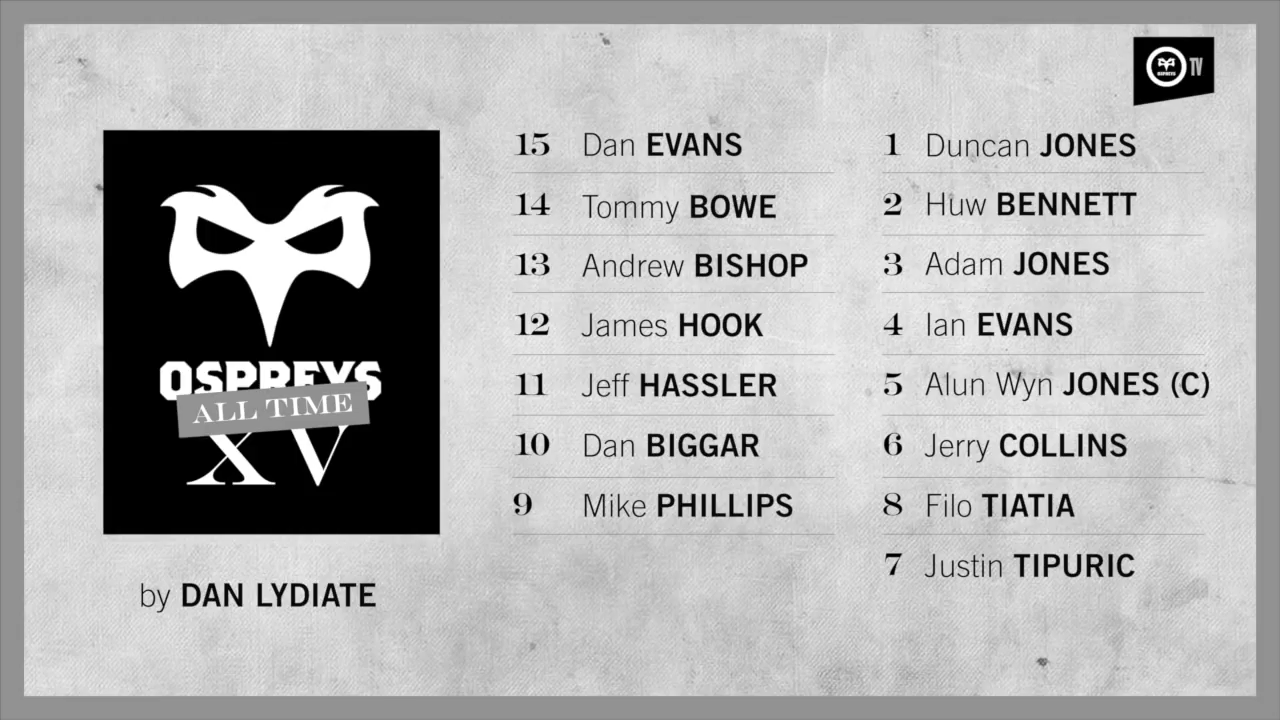 OSPREYS
TV
OSPREYS
ALL TIME
XV
by DAN LYDIATE
15 Dan EVANS
14 Tommy BOWE
13 Andrew BISHOP
12 James HOOK
11 Jeff HASSLER
10 Dan BIGGAR
9 Mike PHILLIPS
1 Duncan JONES
2 Huw BENNETT
3 Adam JONES
4 Ian EVANS
5 Alun Wyn JONES (C)
6 Jerry COLLINS
8 Filo TIATIA
7 Justin TIPURIC